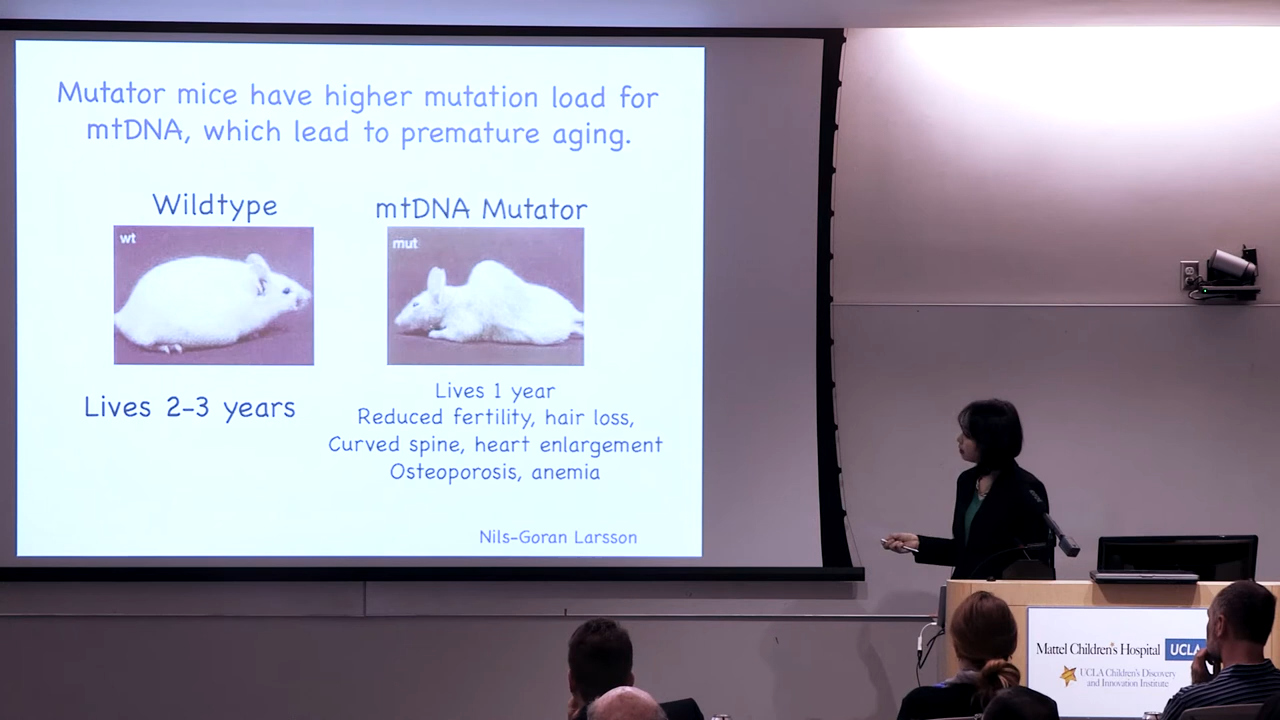 Mutator mice have higher mutation load for
mtDNA, which lead to premature aging.
Wildtype
mtDNA Mutator
wt
mut
Lives 2-3 years
Lives 1 year
Reduced fertility, hair loss,
Curved spine, heart enlargement
Osteoporosis, anemia
Nils-Goran Larsson
Mattel Children's Hospital UCLA
UCLA Children's Discovery
and Innovation Institute